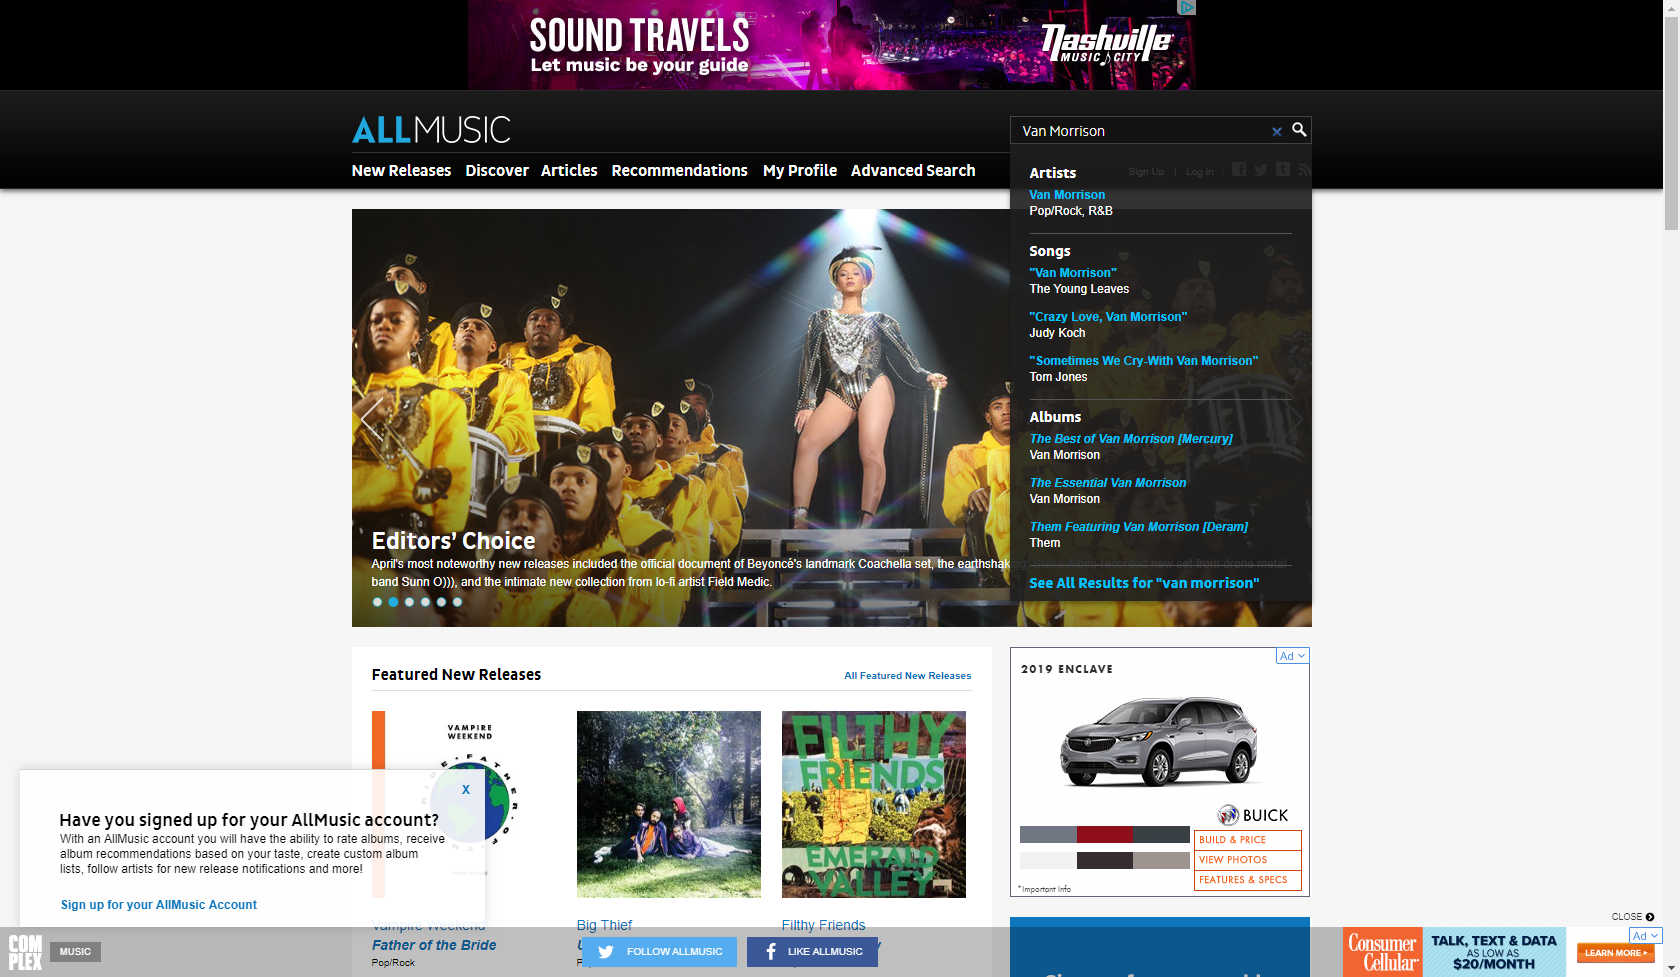 SOUND TRAVELS
Let music be your guide
Nashville
MUSIC CITY
ALLMUSIC
Van Morrison
New Releases Discover Articles Recommendations My Profile Advanced Search
Sign Up | Log in
Artists
Van Morrison
Pop/Rock, R&B
Songs
"Van Morrison"
The Young Leaves
"Crazy Love, Van Morrison"
Judy Koch
"Sometimes We Cry-With Van Morrison"
Tom Jones
Albums
The Best of Van Morrison [Mercury]
Van Morrison
The Essential Van Morrison
Van Morrison
Them Featuring Van Morrison [Deram]
Them
See All Results for "van morrison"
Editors' Choice
April's most noteworthy new releases included the official document of Beyoncé's landmark Coachella set, the earthshak new set from drone metal
band Sunn O))), and the intimate new collection from lo-fi artist Field Medic.
Featured New Releases
All Featured New Releases
VAMPIRE
WEEKEND
FILTHY
FRIENDS
EMERALD
VALLEY
Ad
2019 ENCLAVE
BUICK
BUILD & PRICE
VIEW PHOTOS
FEATURES & SPECS
*Important Info
X
Have you signed up for your AllMusic account?
With an AllMusic account you will have the ability to rate albums, receive
album recommendations based on your taste, create custom album
lists, follow artists for new release notifications and more!
Sign up for your AllMusic Account
Vampire Weekend
Father of the Bride
Pop/Rock
Big Thief
Filthy Friends
CLOSE
COM
PLEX
MUSIC
FOLLOW ALLMUSIC
LIKE ALLMUSIC
Consumer
Cellular
TALK, TEXT & DATA
AS LOW AS
$20/MONTH
Ad
LEARN MORE